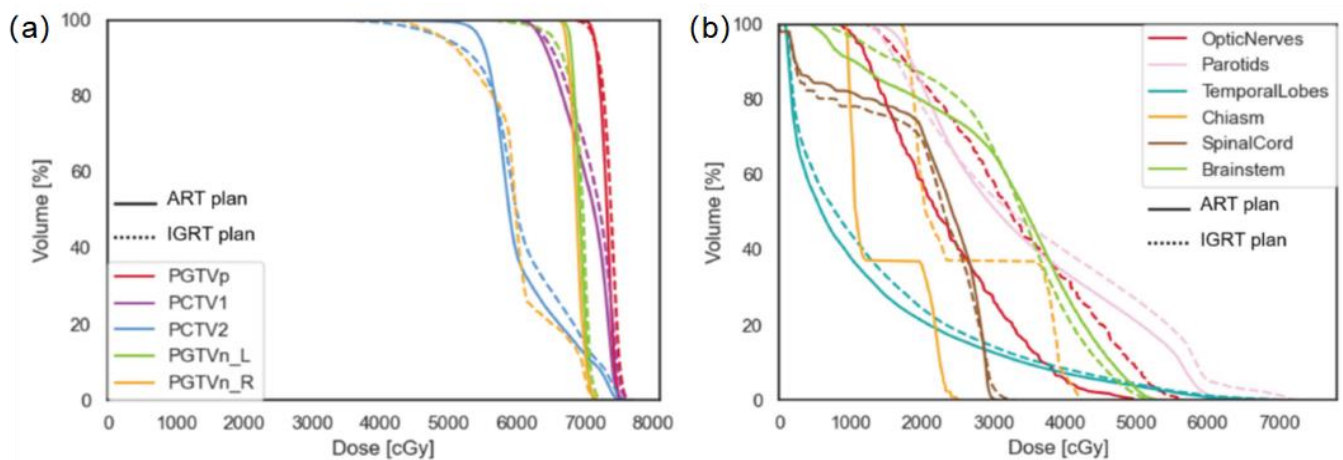 (a)
100
80
60
40
20
0
Volume [%]
ART plan
IGRT plan
PGTVp
PCTV1
PCTV2
PGTVn_L
PGTVn_R
0 1000 2000 3000 4000 5000 6000 7000 8000
Dose [cGy]
(b)
100
80
60
40
20
0
Volume [%]
OpticNerves
Parotids
TemporalLobes
Chiasm
SpinalCord
Brainstem
ART plan
IGRT plan
0 1000 2000 3000 4000 5000 6000 7000
Dose [cGy]